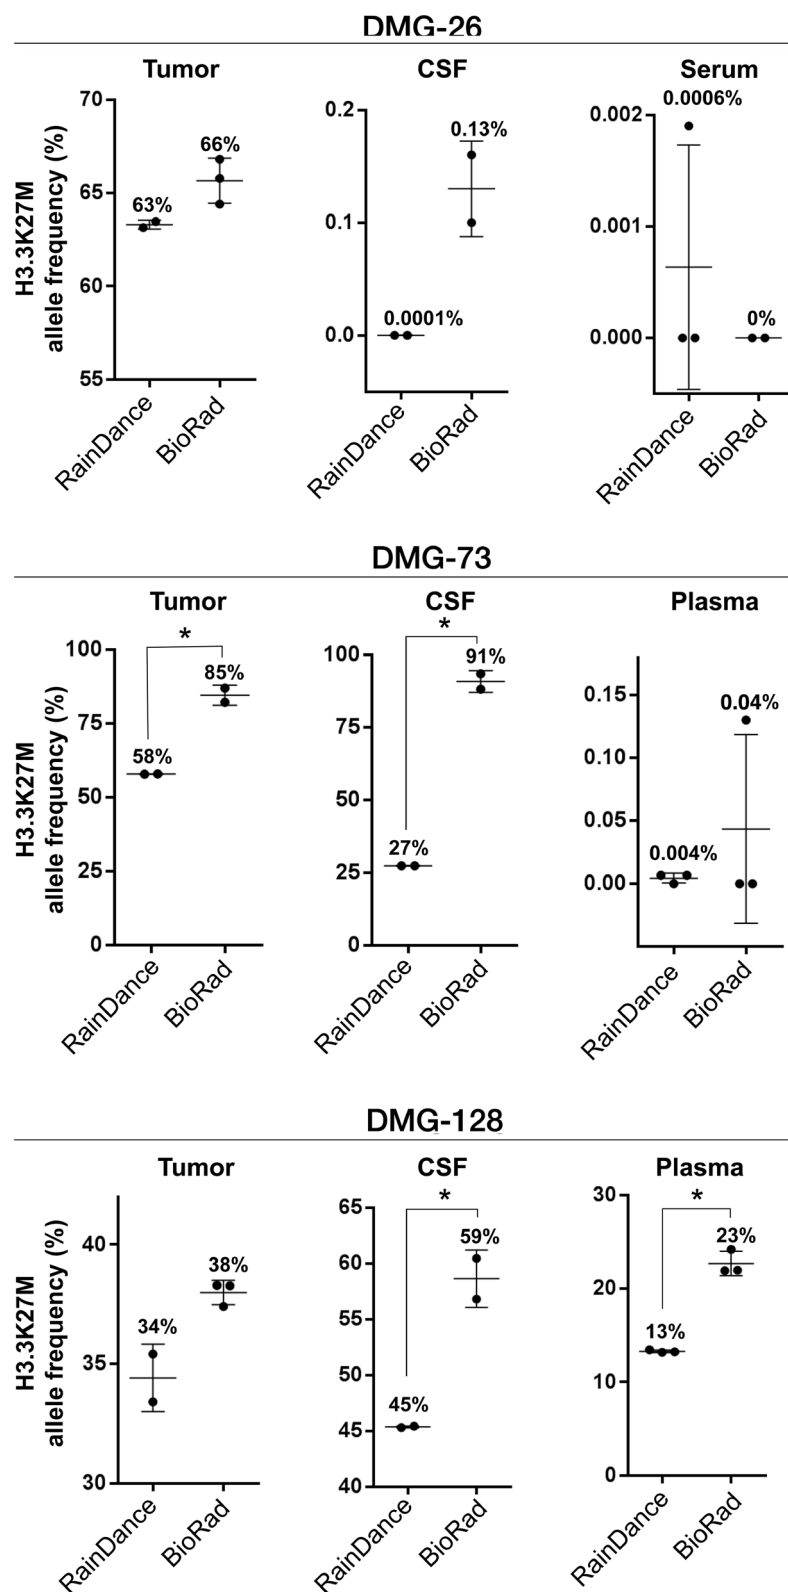 DMG-26
Tumor
CSF
Serum
H3.3K27M
allele frequency (%)
70
65
60
55
63%
66%
RainDance
BioRad
0.2
0.1
0.0
0.0001%
0.13%
RainDance
BioRad
0.002
0.001
0.000
0.0006%
0%
RainDance
BioRad
DMG-73
Tumor
CSF
Plasma
H3.3K27M
allele frequency (%)
100
75
50
25
0
*
58%
85%
RainDance
BioRad
100
75
50
25
0
*
27%
91%
RainDance
BioRad
0.15
0.10
0.05
0.00
0.004%
0.04%
RainDance
BioRad
DMG-128
Tumor
CSF
Plasma
H3.3K27M
allele frequency (%)
40
35
30
34%
38%
RainDance
BioRad
65
60
55
50
45
40
*
45%
59%
RainDance
BioRad
30
20
10
0
*
13%
23%
RainDance
BioRad